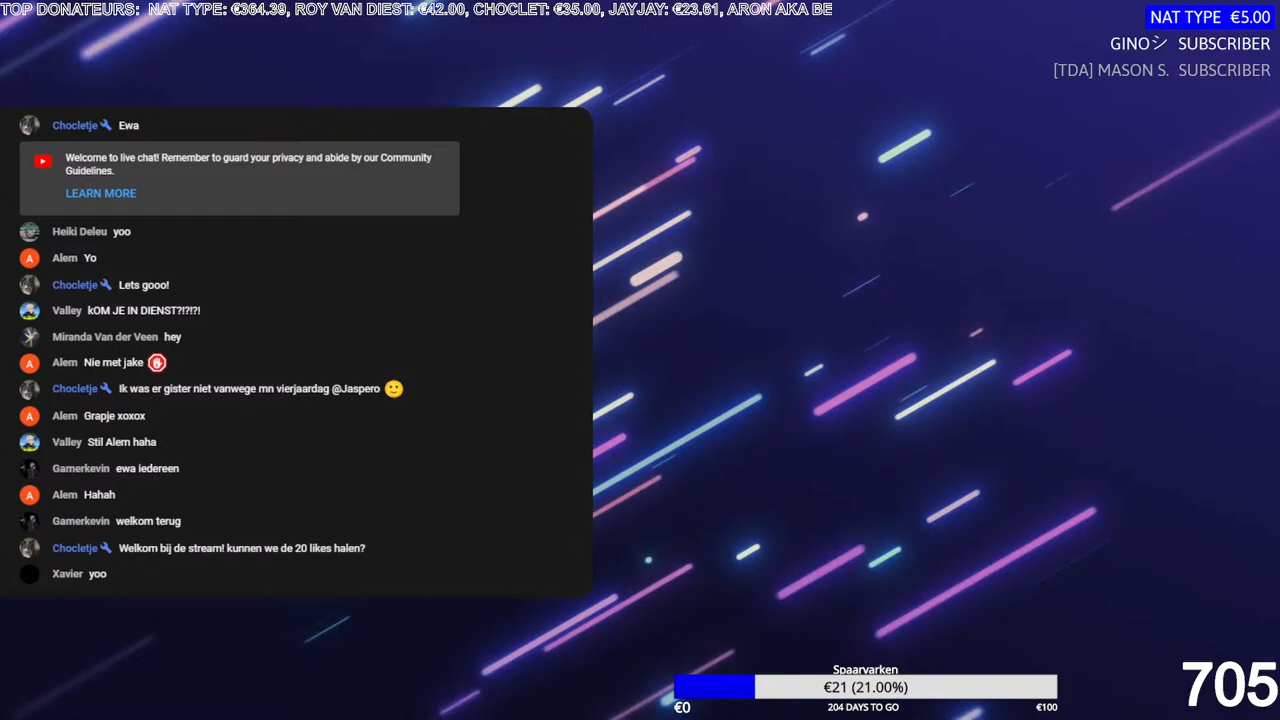 TOP DONATEURS: NAT TYPE: €364.39, ROY VAN DIEST: €42.00, CHOCLET: €35.00, JAYJAY: €23.61, ARON AKA BE
NAT TYPE €5.00
GINOシ SUBSCRIBER
[TDA] MASON S. SUBSCRIBER
Chocletje Ewa
Welcome to live chat! Remember to guard your privacy and abide by our Community
Guidelines.
LEARN MORE
Heiki Deleu yoo
A Alem Yo
Chocletje Lets gooo!
Valley kOM JE IN DIENST?!?!?!
Miranda Van der Veen hey
A Alem Nie met jake
Chocletje Ik was er gister niet vanwege mn vierjaardag @Jaspero 🙂
A Alem Grapje xoxox
Valley Stil Alem haha
Gamerkevin ewa iedereen
A Alem Hahah
Gamerkevin welkom terug
Chocletje Welkom bij de stream! kunnen we de 20 likes halen?
Xavier yoo
Spaarvarken
€21 (21.00%)
€0 204 DAYS TO GO €100
705